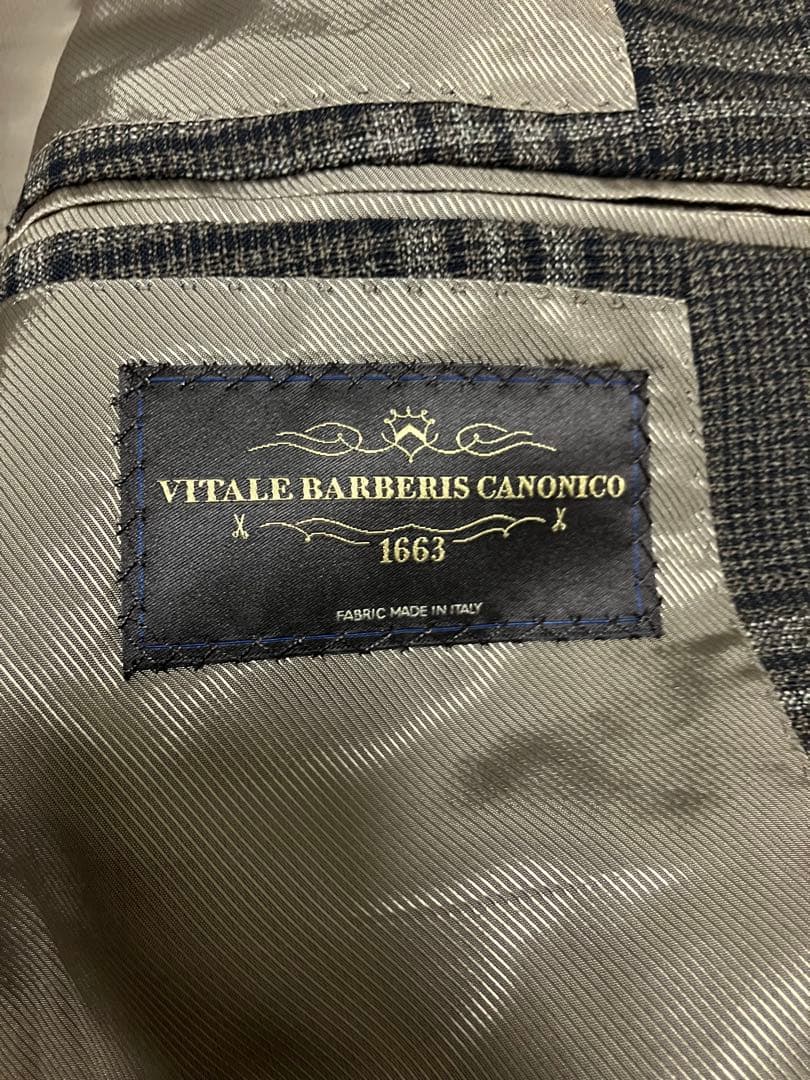 VITALE BARBERIS CANONICO
1663
FABRIC MADE IN ITALY